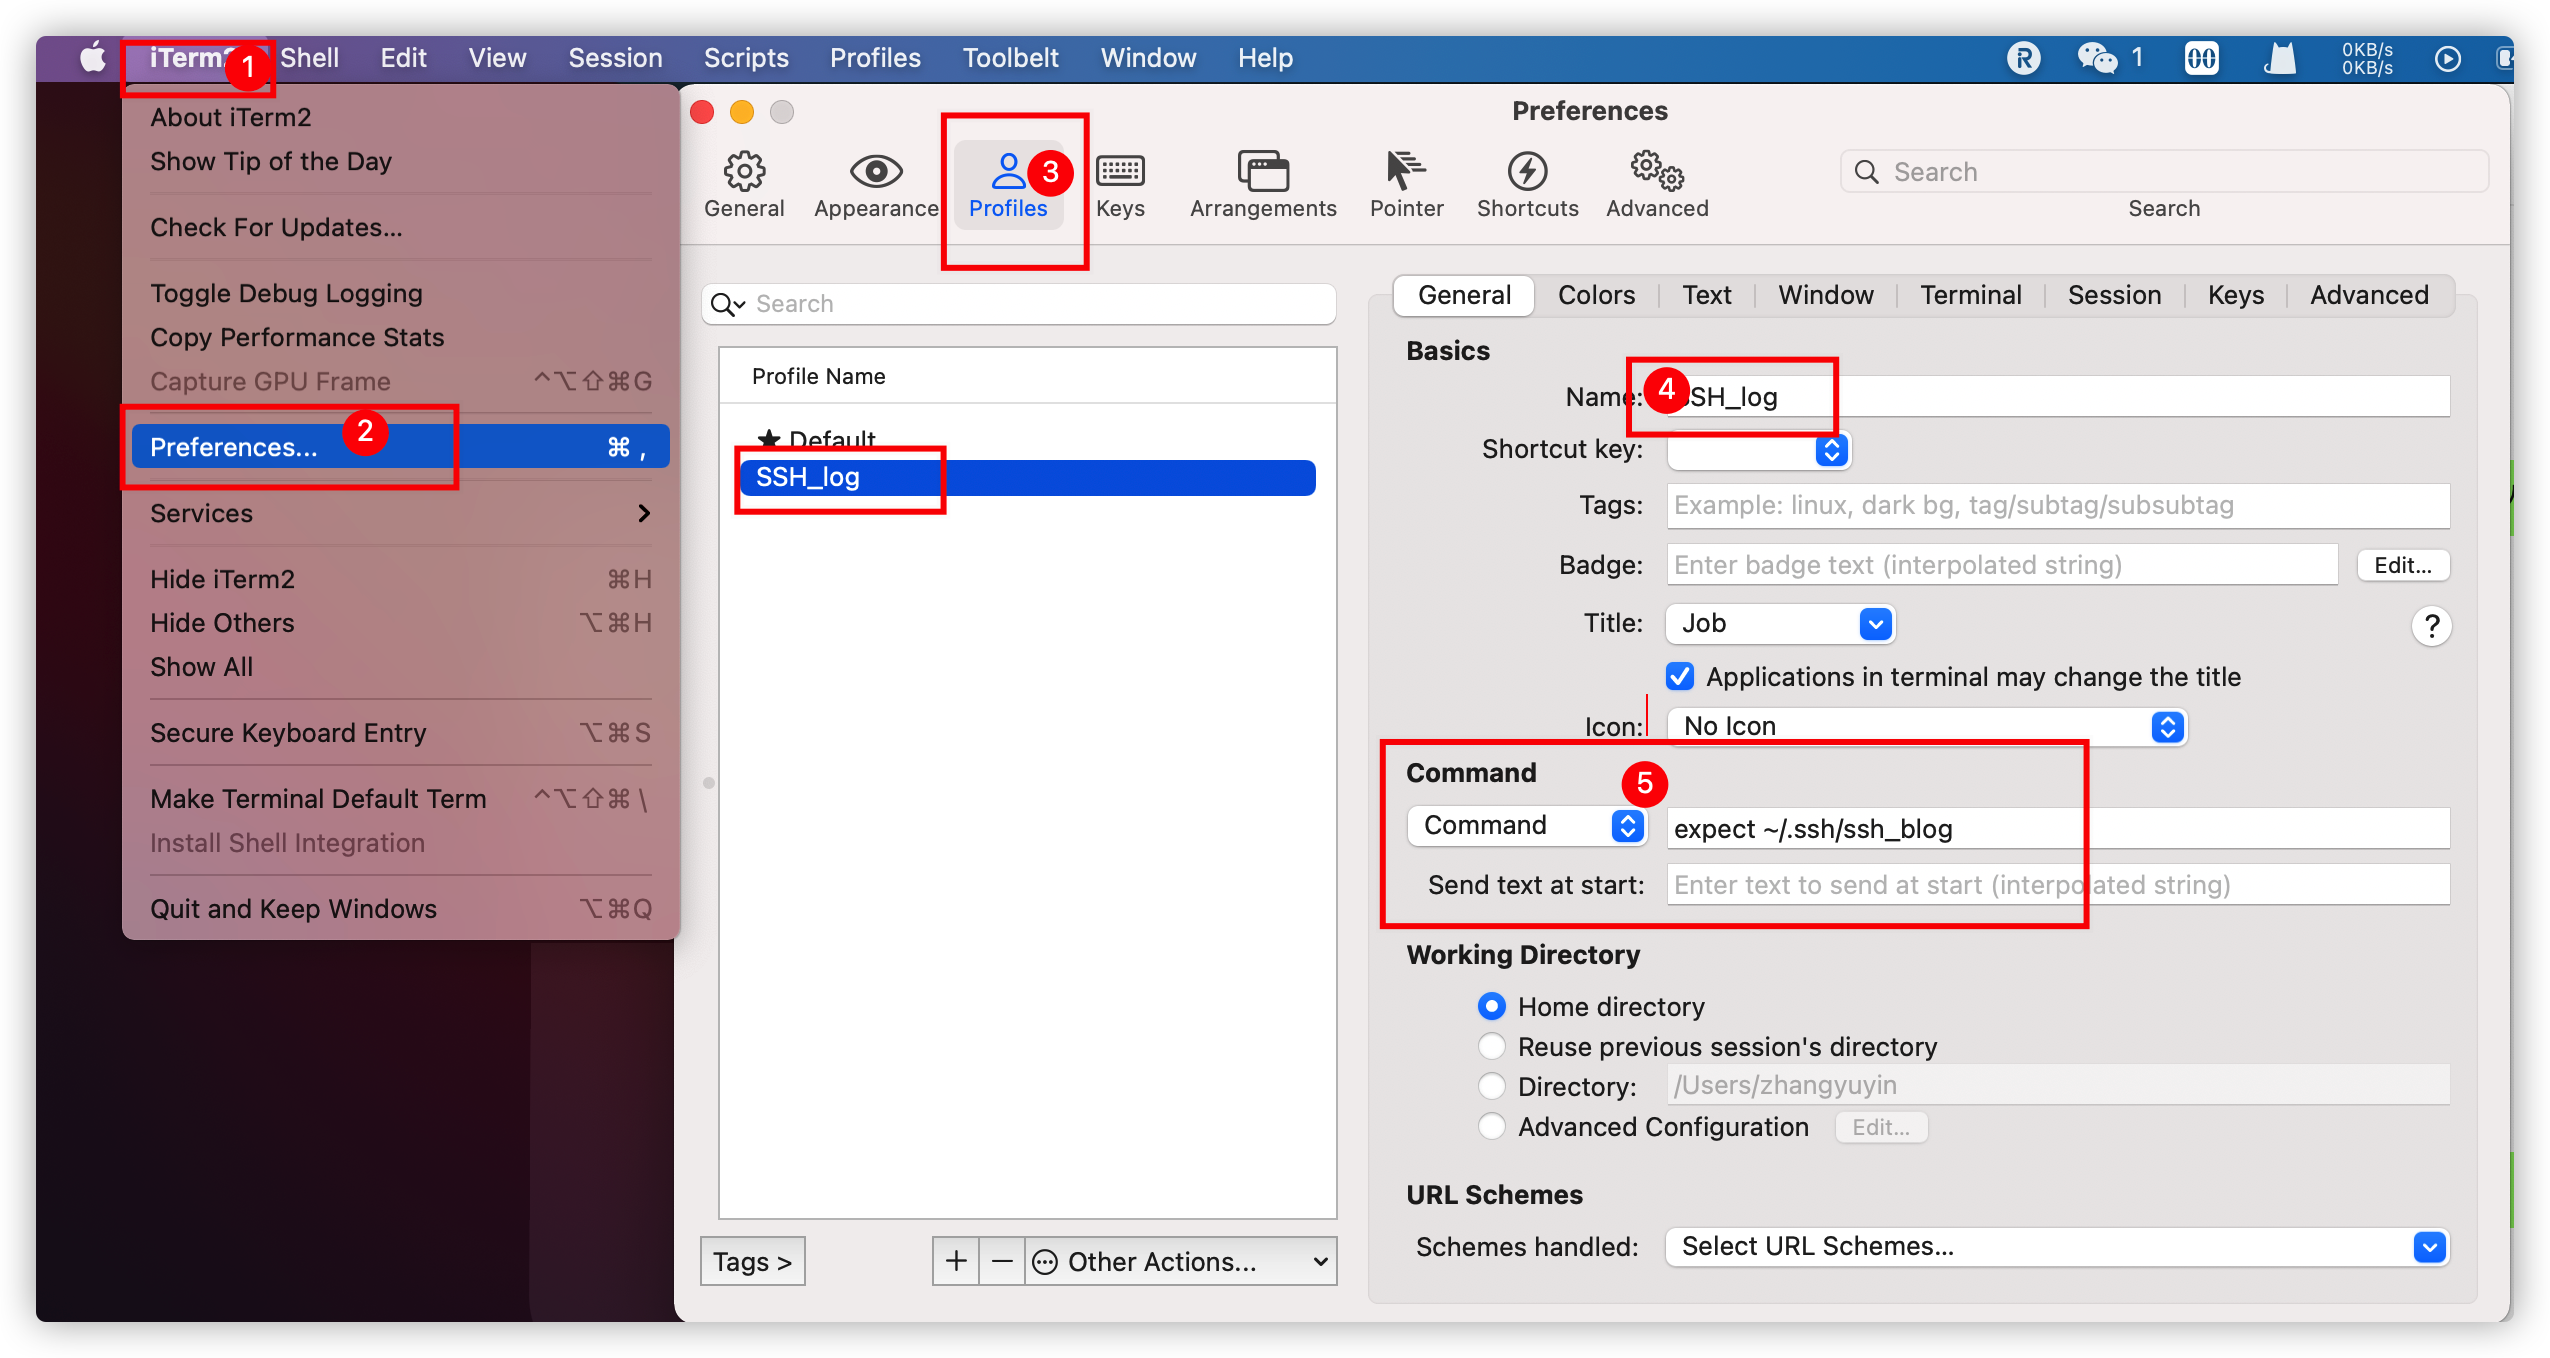 iTerm2 Shell Edit View Session Scripts Profiles Toolbelt Window Help
1
0KB/s
0KB/s
1
About iTerm2
Show Tip of the Day
Check For Updates...
Toggle Debug Logging
Copy Performance Stats
Capture GPU Frame ^⌥⇧⌘G
Preferences... ⌘ ,
2
Services
Hide iTerm2 ⌘H
Hide Others ⌥⌘H
Show All
Secure Keyboard Entry ⌥⌘S
Make Terminal Default Term ^⌥⇧⌘\
Install Shell Integration
Quit and Keep Windows ⌥⌘Q
Preferences
General Appearance Profiles Keys Arrangements Pointer Shortcuts Advanced
3
Search
Search
Search
Profile Name
★ Default
SSH_log
Tags >
+ − Other Actions...
General Colors Text Window Terminal Session Keys Advanced
Basics
Name: SSH_log
4
Shortcut key:
Tags: Example: linux, dark bg, tag/subtag/subsubtag
Badge: Enter badge text (interpolated string) Edit...
Title: Job
?
Applications in terminal may change the title
Icon: No Icon
Command
5
Command expect ~/.ssh/ssh_blog
Send text at start: Enter text to send at start (interpolated string)
Working Directory
Home directory
Reuse previous session's directory
Directory: /Users/zhangyuyin
Advanced Configuration Edit...
URL Schemes
Schemes handled: Select URL Schemes...